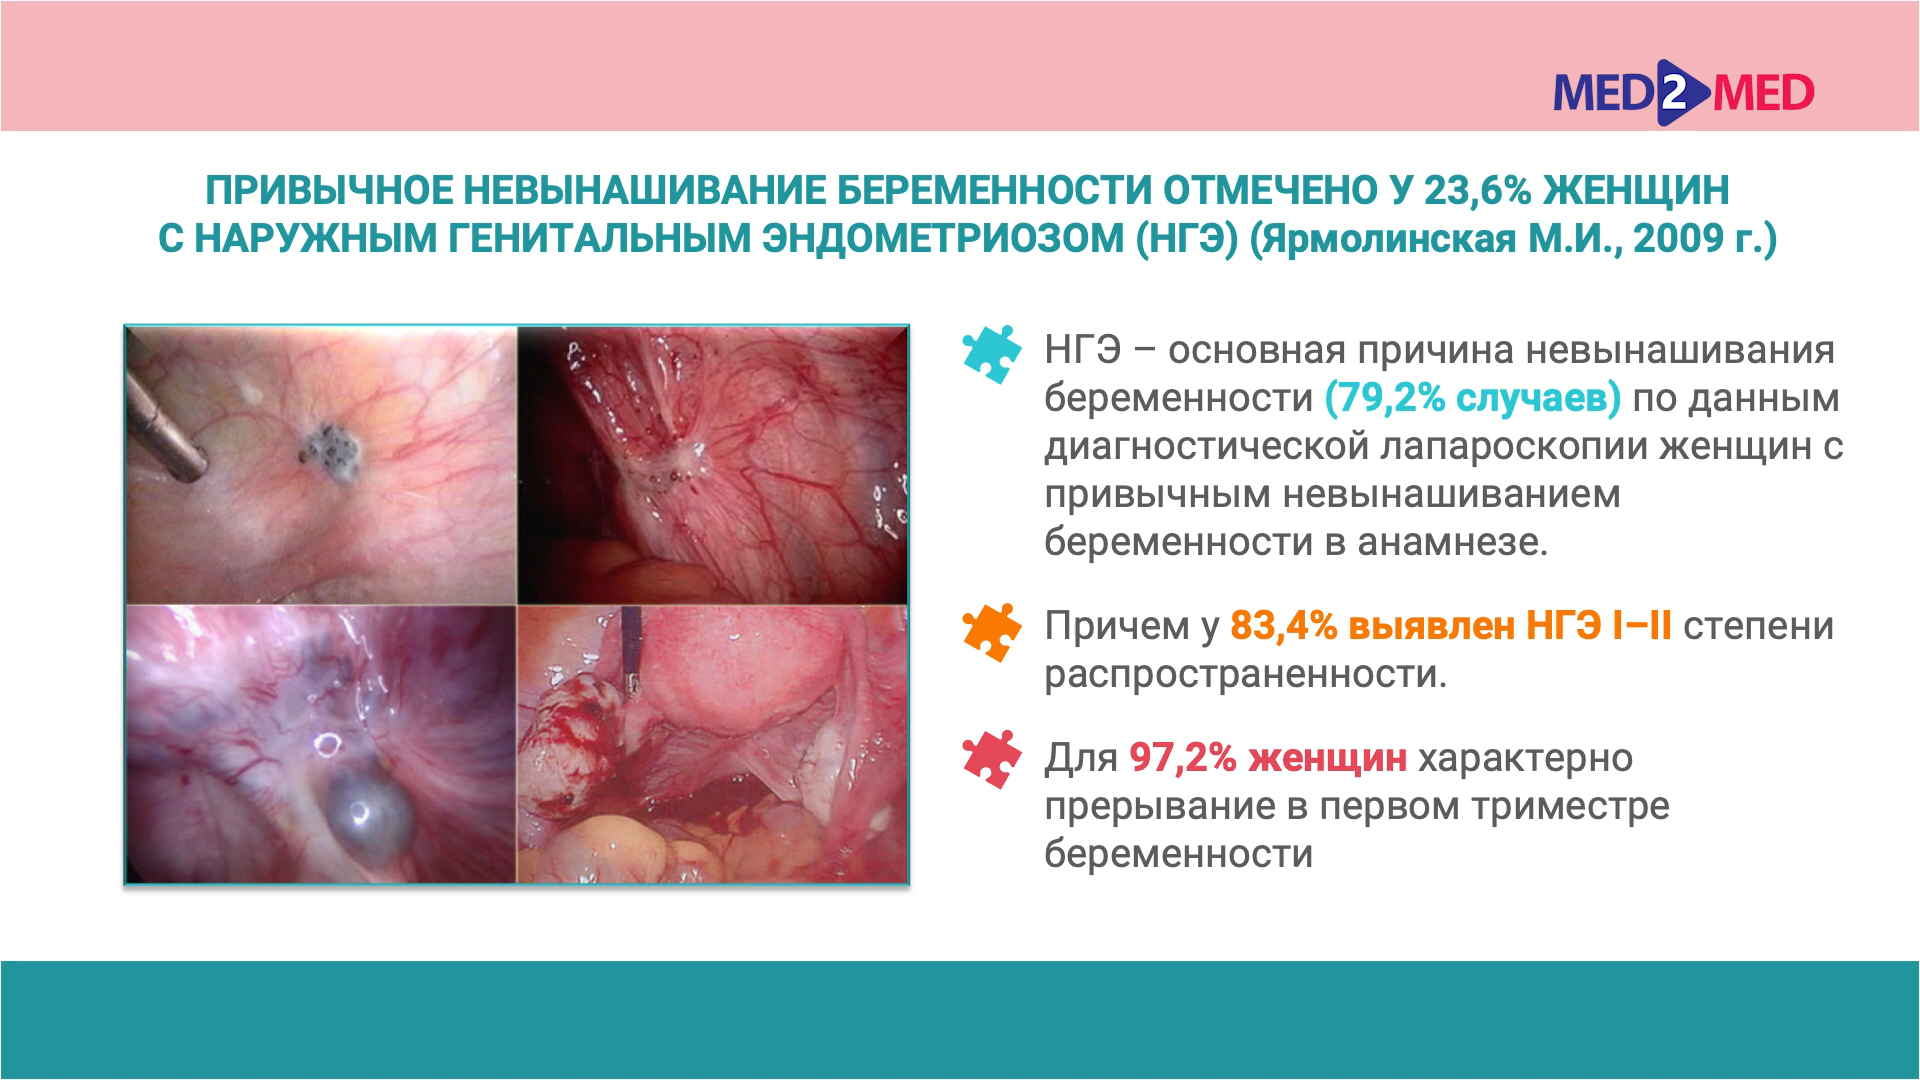 MED2MED
ПРИВЫЧНОЕ НЕВЫНАШИВАНИЕ БЕРЕМЕННОСТИ ОТМЕЧЕНО У 23,6% ЖЕНЩИН
С НАРУЖНЫМ ГЕНИТАЛЬНЫМ ЭНДОМЕТРИОЗОМ (НГЭ) (Ярмолинская М.И., 2009 г.)
НГЭ – основная причина невынашивания
беременности (79,2% случаев) по данным
диагностической лапароскопии женщин с
привычным невынашиванием
беременности в анамнезе.
Причем у 83,4% выявлен НГЭ I–II степени
распространенности.
Для 97,2% женщин характерно
прерывание в первом триместре
беременности